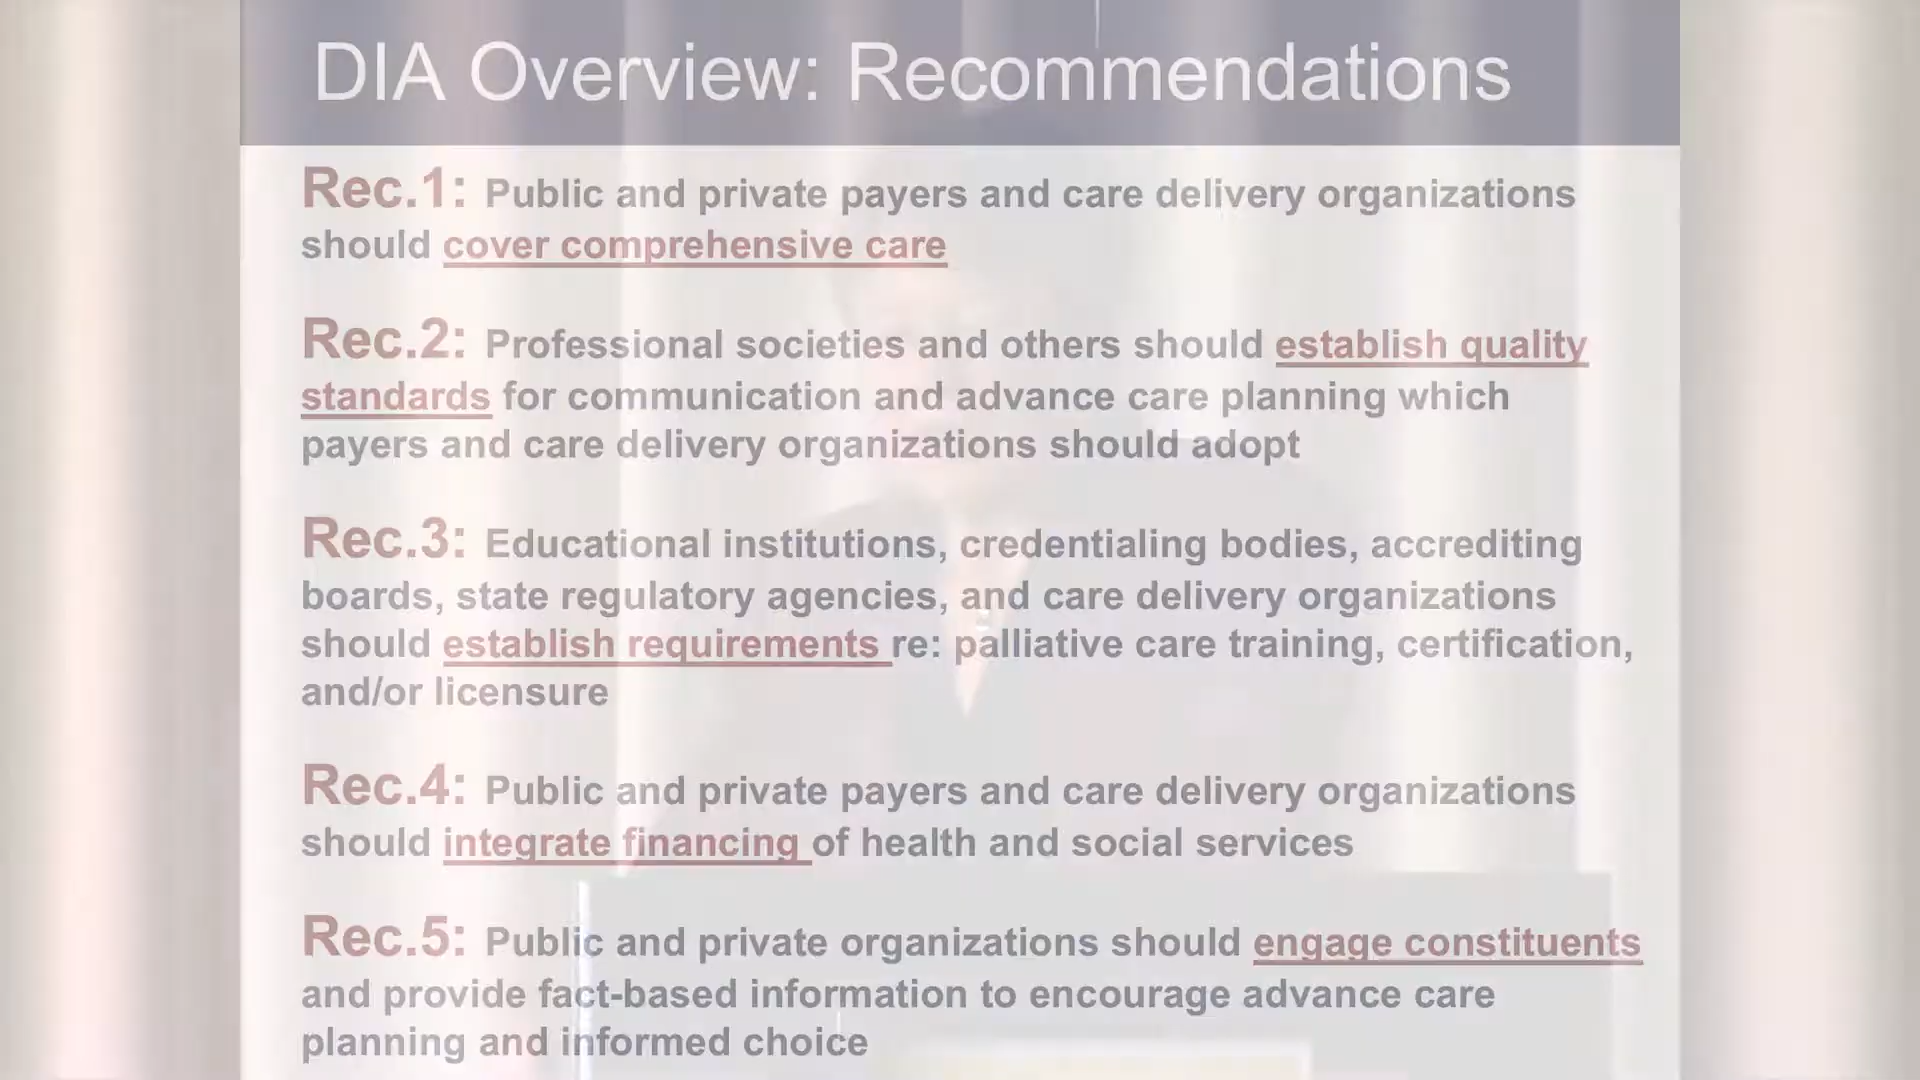 DIA Overview: Recommendations
Rec.1: Public and private payers and care delivery organizations
should cover comprehensive care
Rec.2: Professional societies and others should establish quality
standards for communication and advance care planning which
payers and care delivery organizations should adopt
Rec.3: Educational institutions, credentialing bodies, accrediting
boards, state regulatory agencies, and care delivery organizations
should establish requirements re: palliative care training, certification,
and/or licensure
Rec.4: Public and private payers and care delivery organizations
should integrate financing of health and social services
Rec.5: Public and private organizations should engage constituents
and provide fact-based information to encourage advance care
planning and informed choice